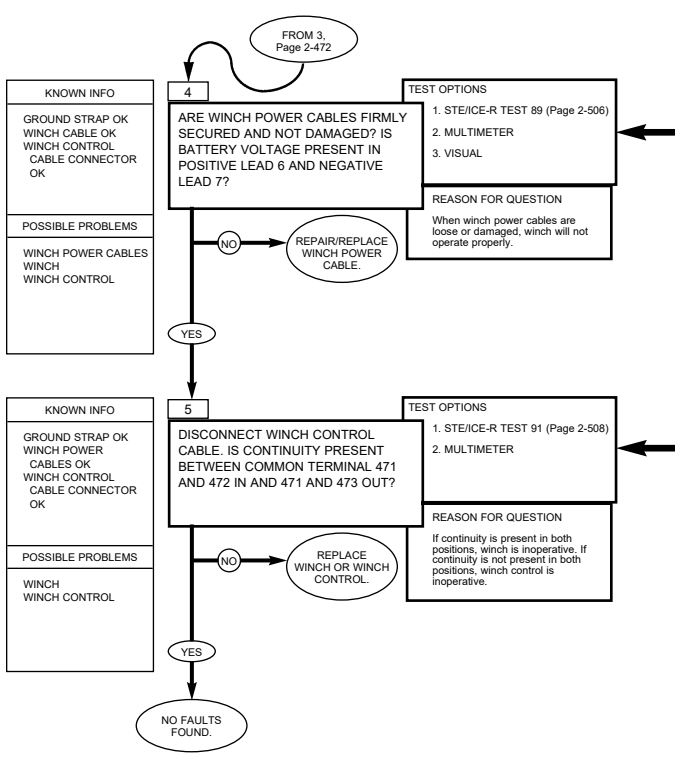 FROM 3,
Page 2-472
KNOWN INFO
GROUND STRAP OK
WINCH CABLE OK
WINCH CONTROL
CABLE CONNECTOR
OK
POSSIBLE PROBLEMS
WINCH POWER CABLES
WINCH
WINCH CONTROL
4
ARE WINCH POWER CABLES FIRMLY
SECURED AND NOT DAMAGED? IS
BATTERY VOLTAGE PRESENT IN
POSITIVE LEAD 6 AND NEGATIVE
LEAD 7?
TEST OPTIONS
1. STE/ICE-R TEST 89 (Page 2-506)
2. MULTIMETER
3. VISUAL
REASON FOR QUESTION
When winch power cables are
loose or damaged, winch will not
operate properly.
NO
REPAIR/REPLACE
WINCH POWER
CABLE.
YES
KNOWN INFO
GROUND STRAP OK
WINCH POWER
CABLES OK
WINCH CONTROL
CABLE CONNECTOR
OK
POSSIBLE PROBLEMS
WINCH
WINCH CONTROL
5
DISCONNECT WINCH CONTROL
CABLE. IS CONTINUITY PRESENT
BETWEEN COMMON TERMINAL 471
AND 472 IN AND 471 AND 473 OUT?
TEST OPTIONS
1. STE/ICE-R TEST 91 (Page 2-508)
2. MULTIMETER
REASON FOR QUESTION
If continuity is present in both
positions, winch is inoperative. If
continuity is not present in both
positions, winch control is
inoperative.
NO
REPLACE
WINCH OR WINCH
CONTROL.
YES
NO FAULTS
FOUND.